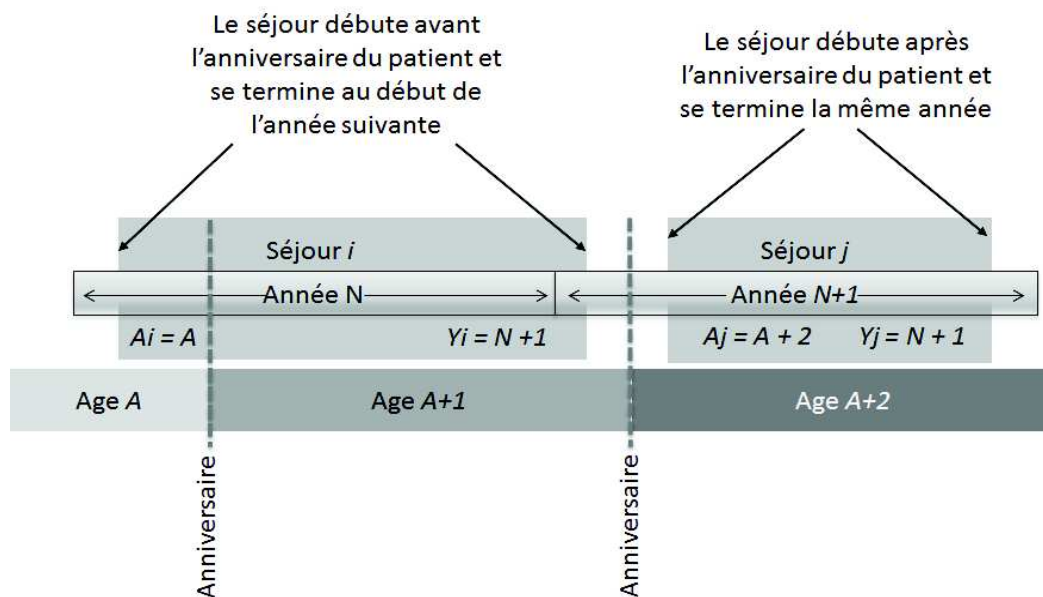 Le séjour débute avant
l'anniversaire du patient et
se termine au début de
l'année suivante
Le séjour débute après
l'anniversaire du patient et
se termine la même année
Séjour i
Séjour j
Année N
Année N+1
Ai = A
Yi = N +1
Aj = A + 2
Yj = N + 1
Age A
Age A+1
Age A+2
Anniversaire
Anniversaire